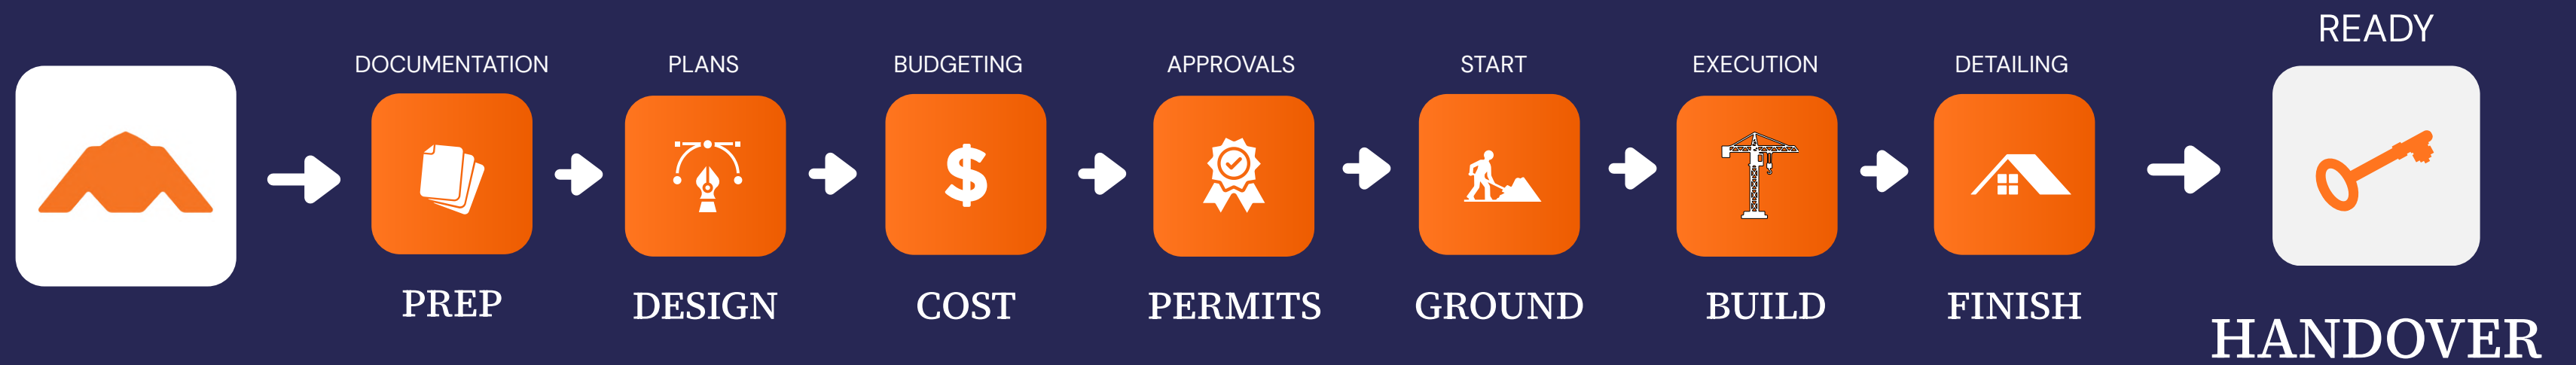 DOCUMENTATION
PREP
PLANS
DESIGN
BUDGETING
$
COST
APPROVALS
PERMITS
START
GROUND
EXECUTION
BUILD
DETAILING
FINISH
READY
HANDOVER